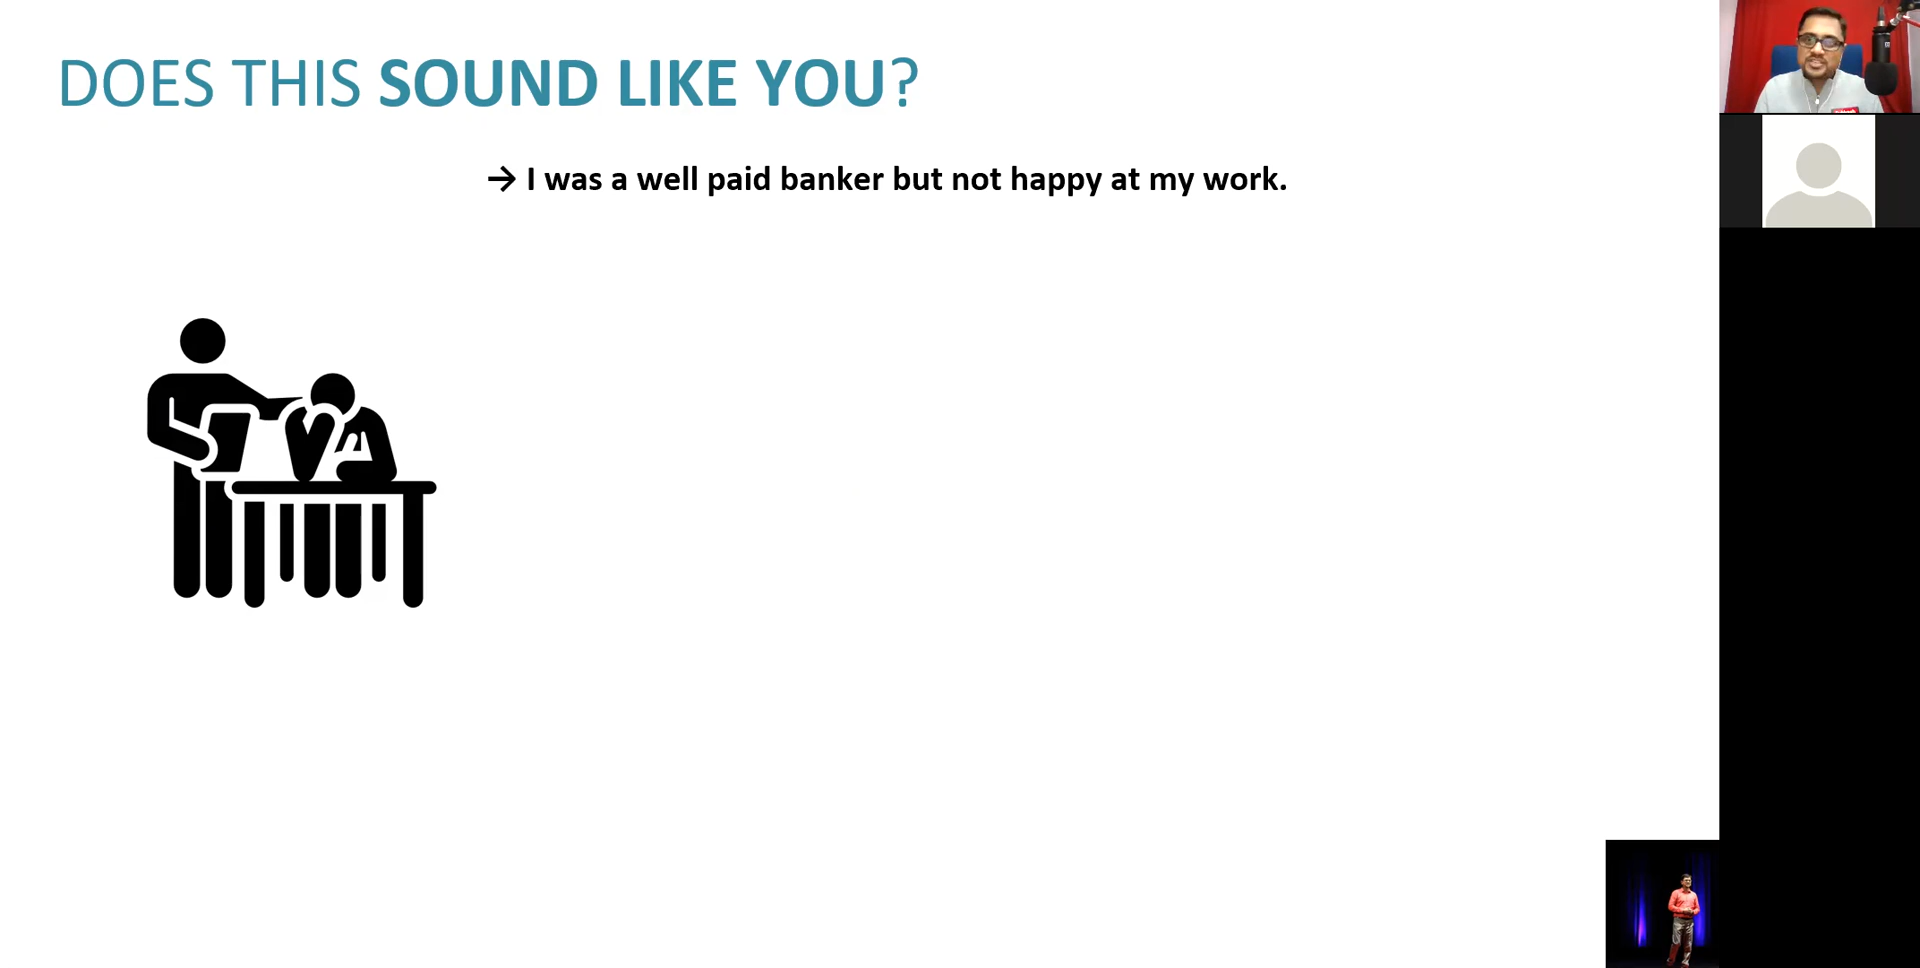 DOES THIS SOUND LIKE YOU?
→ I was a well paid banker but not happy at my work.